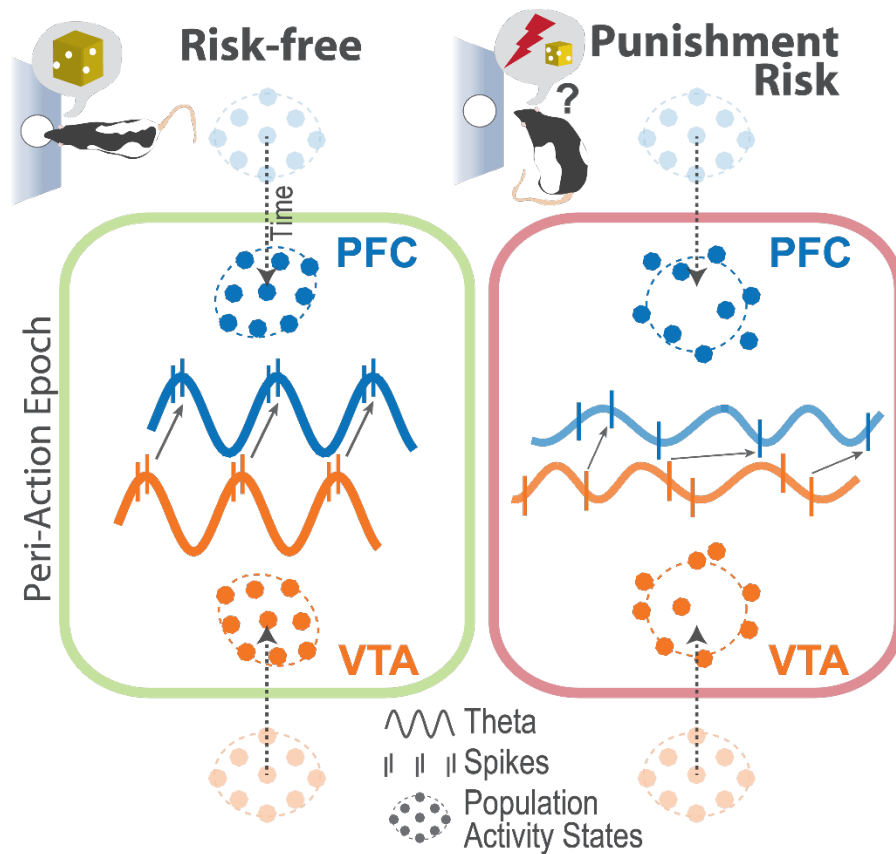 Risk-free
Punishment
Risk
?
Time
PFC
PFC
Peri-Action Epoch
VTA
VTA
Theta
Spikes
Population
Activity States